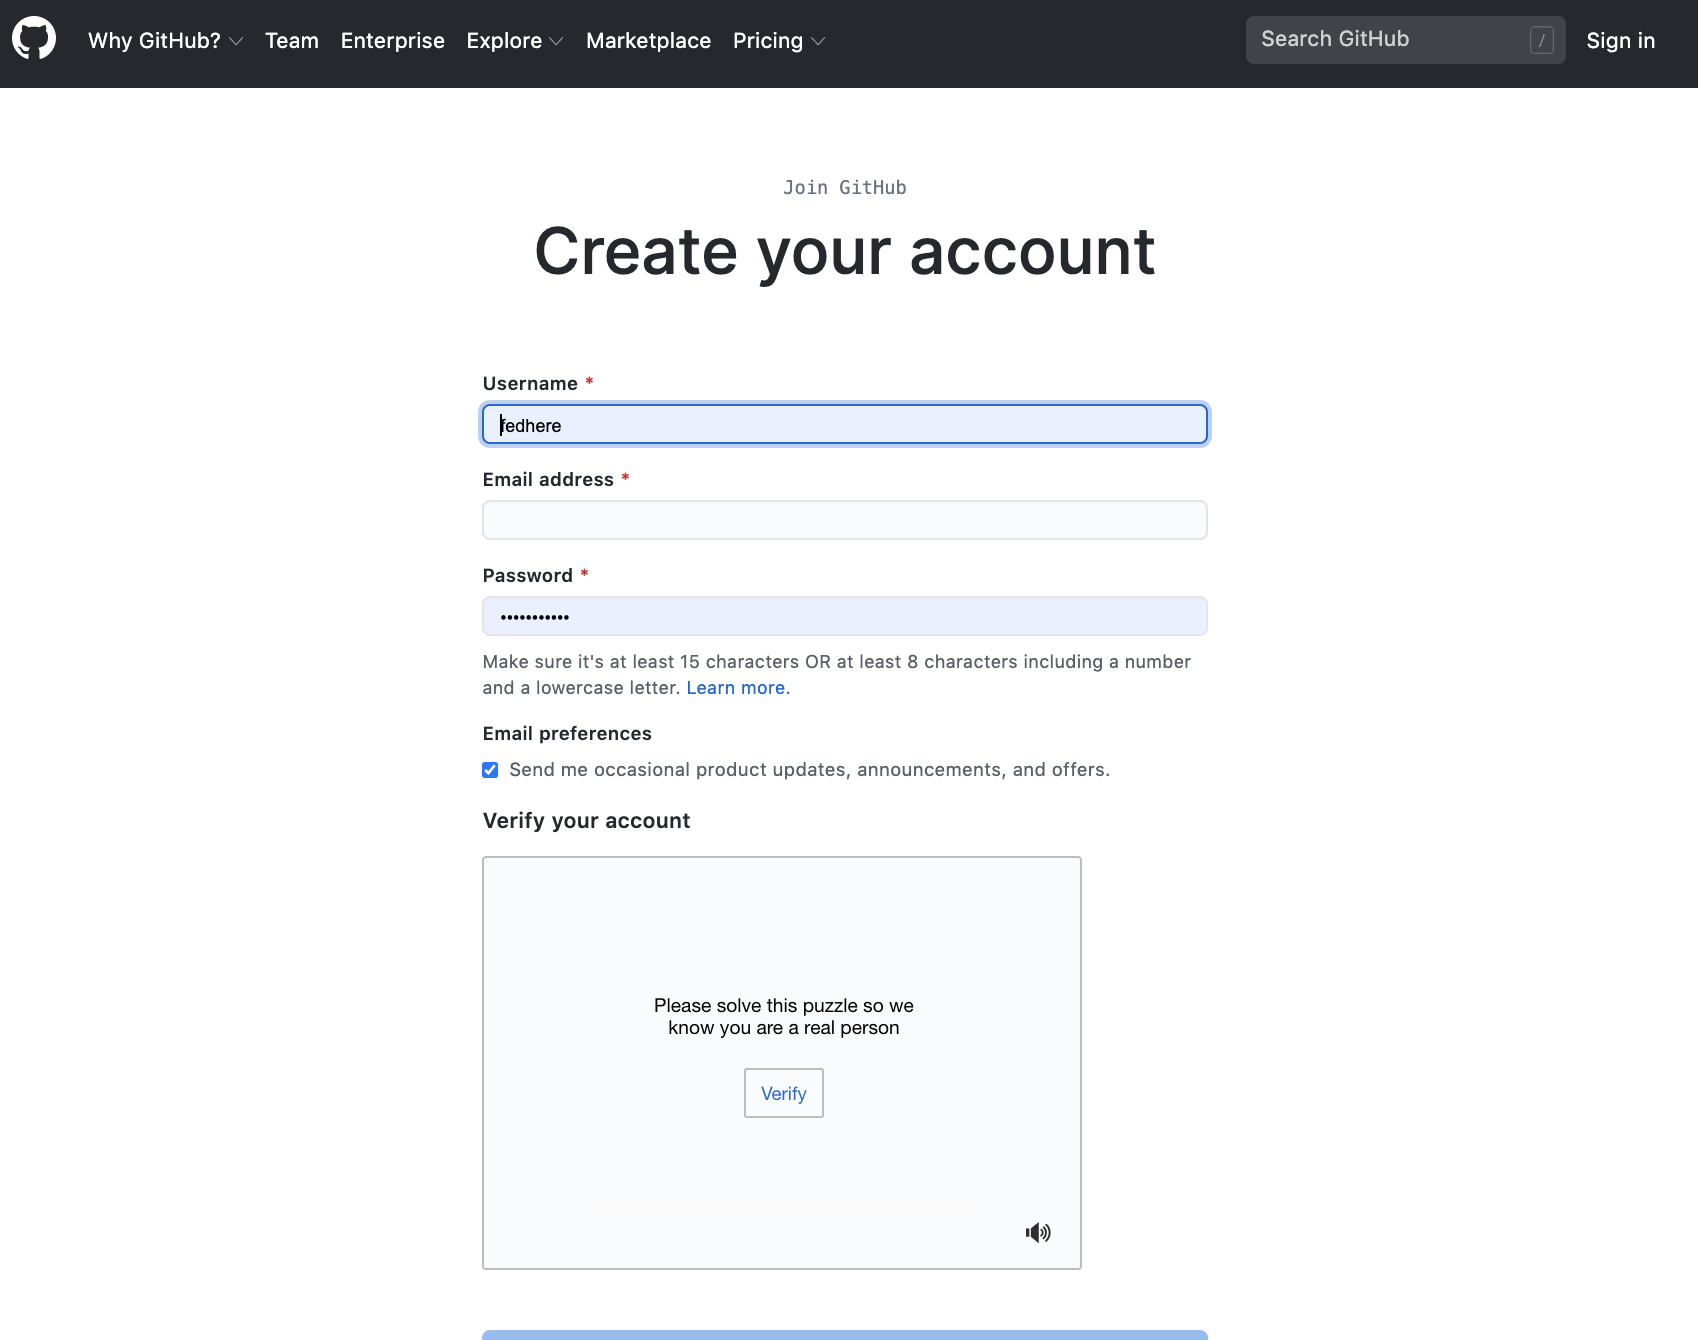 Why GitHub? Team Enterprise Explore Marketplace Pricing Search GitHub / Sign in
Join GitHub
Create your account
Username *
fedhere
Email address *
Password *
•••••••••••
Make sure it's at least 15 characters OR at least 8 characters including a number
and a lowercase letter. Learn more.
Email preferences
Send me occasional product updates, announcements, and offers.
Verify your account
Please solve this puzzle so we
know you are a real person
Verify